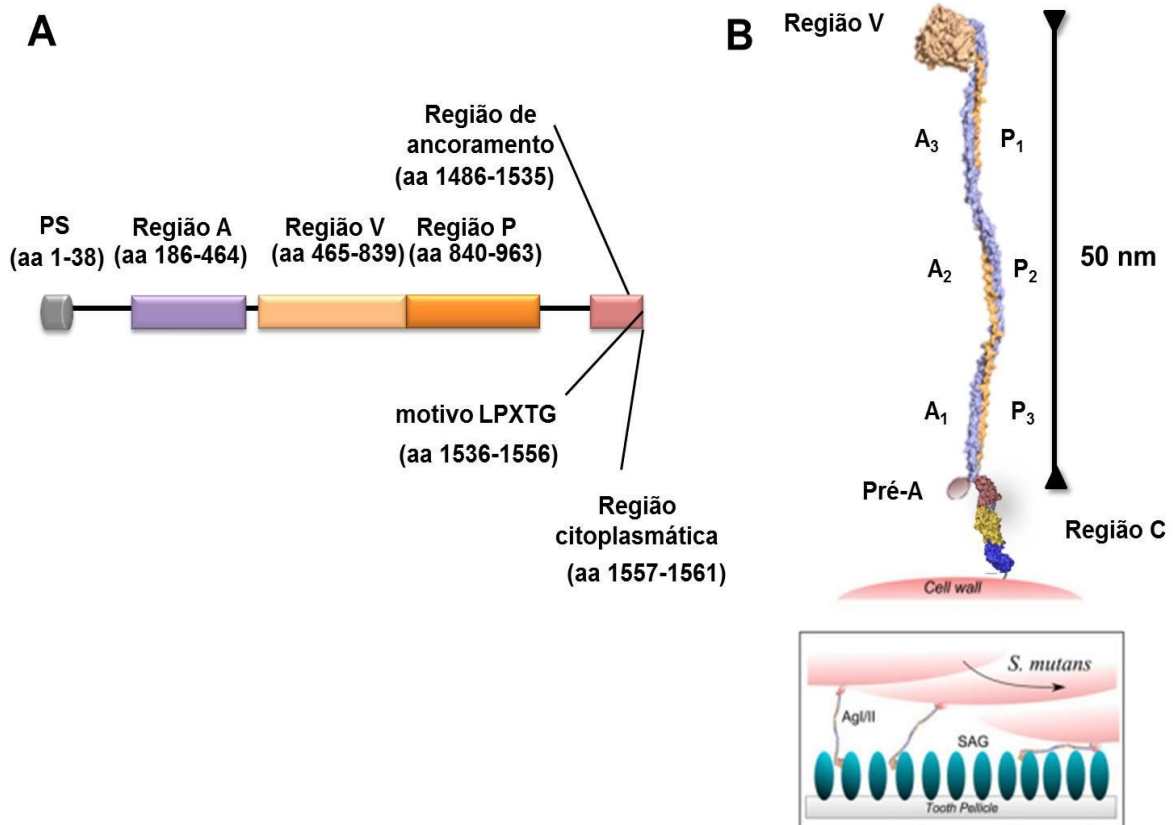 A
Região de
ancoramento
(aa 1486-1535)
PS
(aa 1-38)
Região A
(aa 186-464)
Região V
(aa 465-839)
Região P
(aa 840-963)
motivo LPXTG
(aa 1536-1556)
Região
citoplasmática
(aa 1557-1561)
B
Região V
A3
P1
A2
P2
50 nm
A1
P3
Pré-A
Região C
Cell wall
S. mutans
AgI/II
SAG
Tooth Pellicle